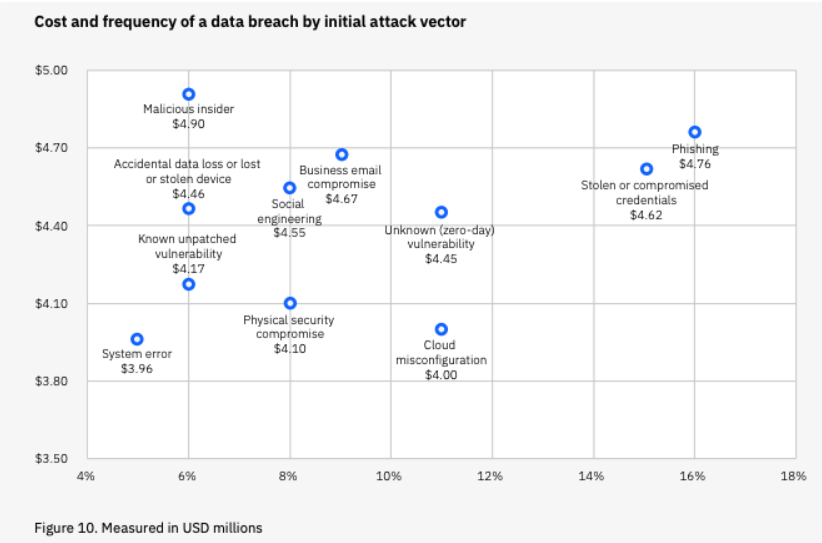 Cost and frequency of a data breach by initial attack vector
$5.00
Malicious insider
$4.90
$4.70
Phishing
$4.76
Accidental data loss or lost
or stolen device
$4.46
Business email
compromise
$4.67
Stolen or compromised
credentials
$4.62
Social
engineering
$4.55
$4.40
Unknown (zero-day)
vulnerability
$4.45
Known unpatched
vulnerability
$4.17
$4.10
Physical security
compromise
$4.10
System error
$3.96
Cloud
misconfiguration
$4.00
$3.80
$3.50
4%
6%
8%
10%
12%
14%
16%
18%
Figure 10. Measured in USD millions